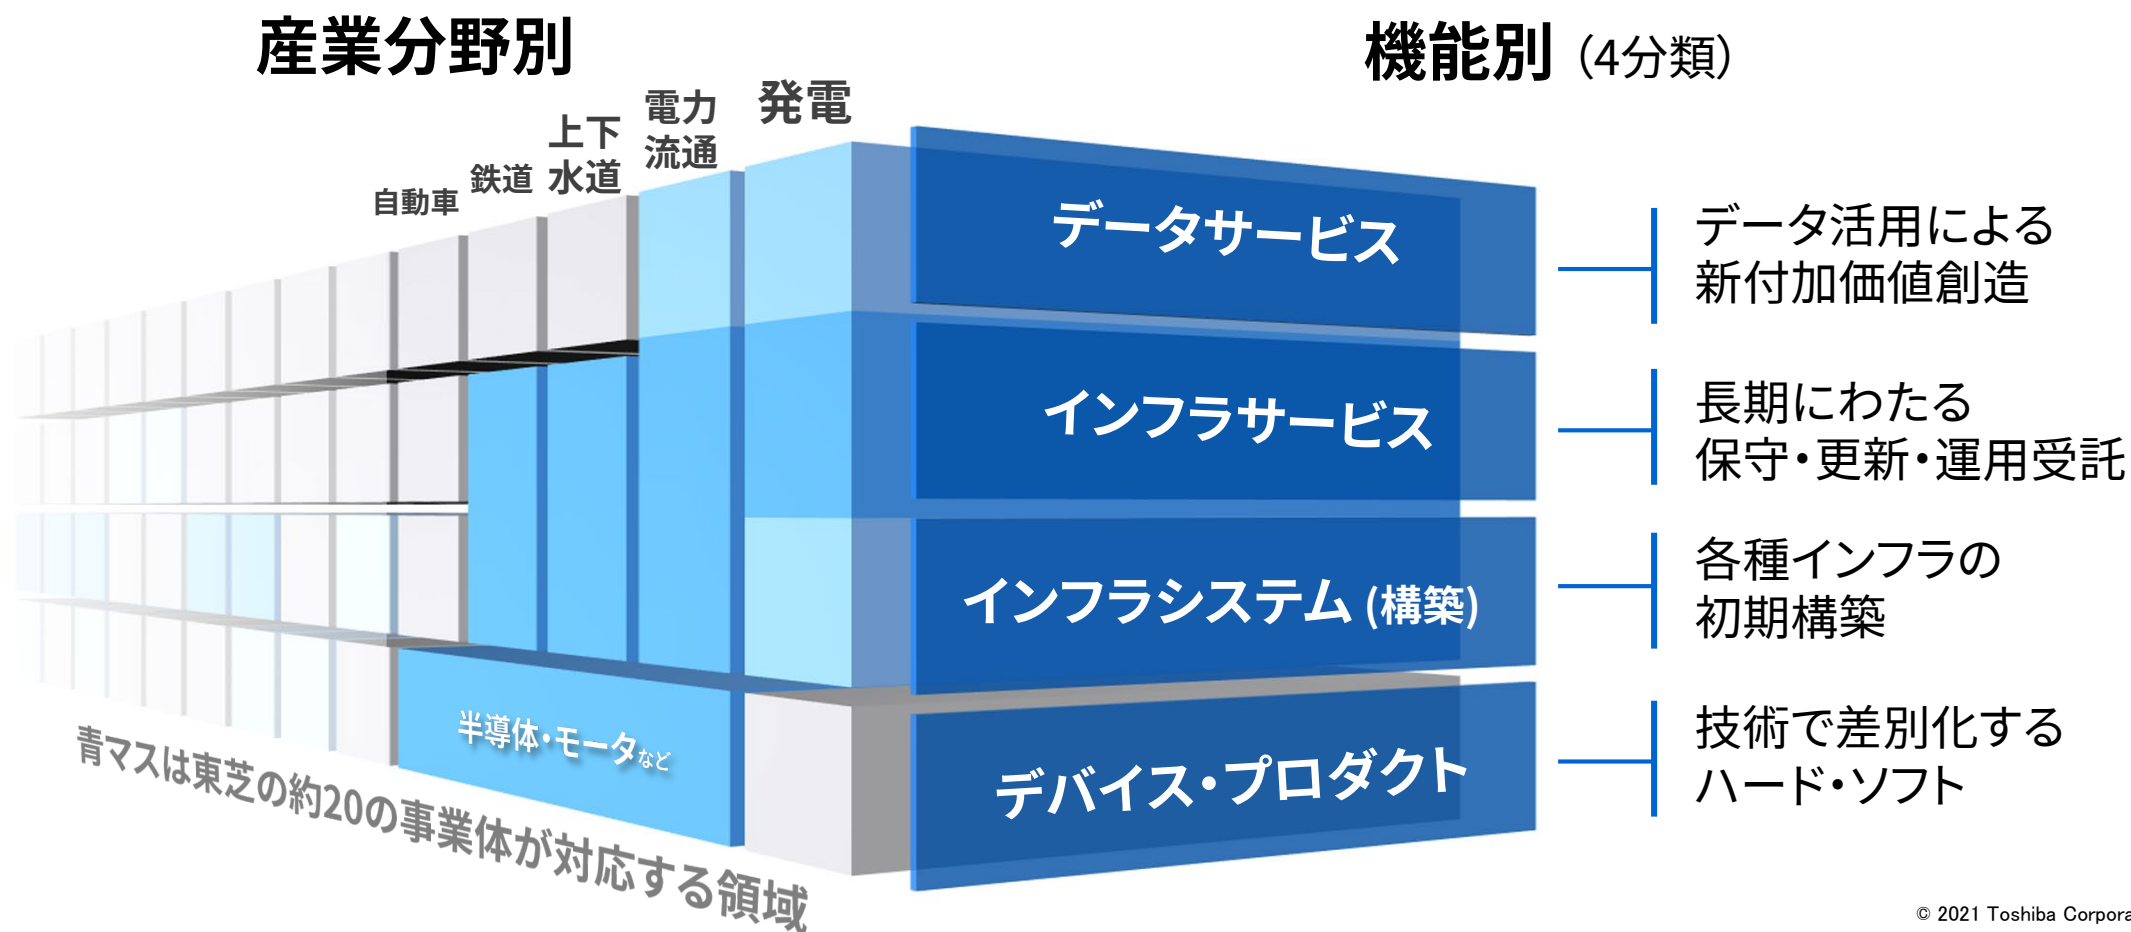 産業分野別
機能別 (4分類)
発電
電力
流通
上下
水道
鉄道
自動車
データサービス
データ活用による
新付加価値創造
インフラサービス
長期にわたる
保守・更新・運用受託
インフラシステム (構築)
各種インフラの
初期構築
デバイス・プロダクト
技術で差別化する
ハード・ソフト
半導体・モータなど
青マスは東芝の約20の事業体が対応する領域
© 2021 Toshiba Corpora